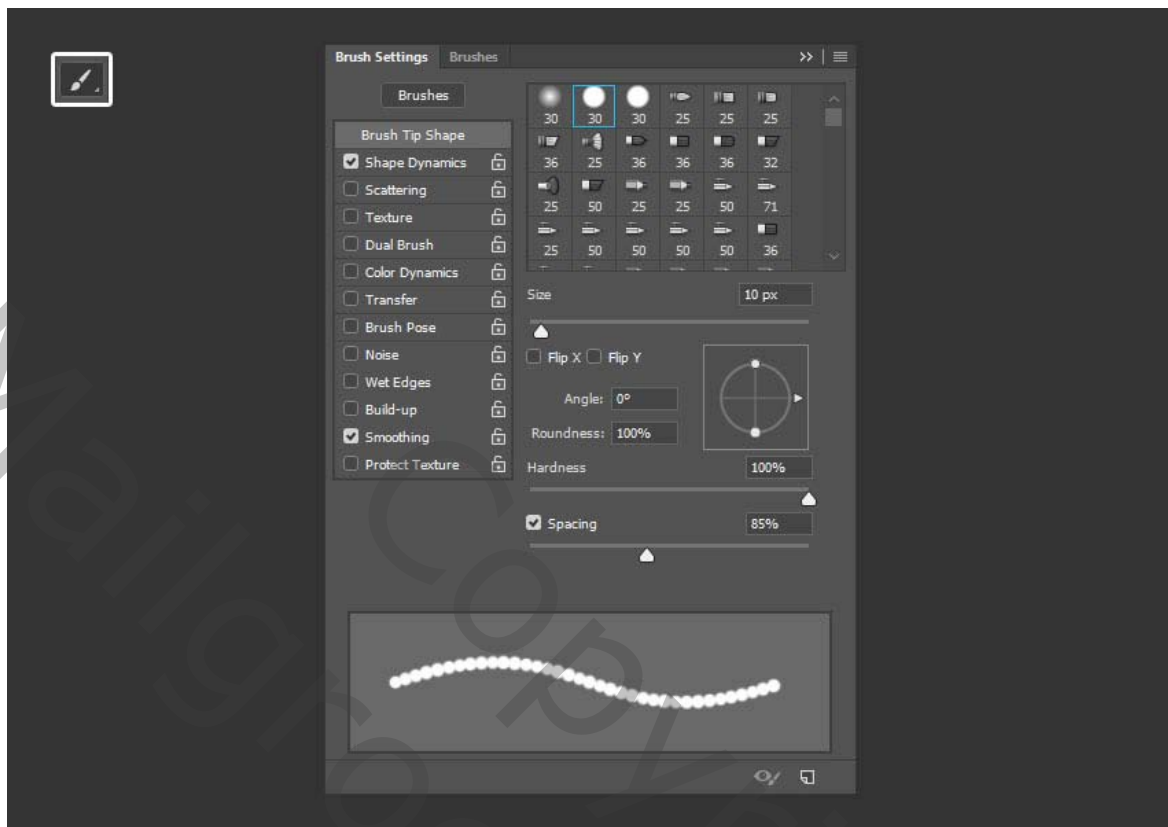 Brush Settings Brushes
Brushes
Brush Tip Shape
Shape Dynamics
Scattering
Texture
Dual Brush
Color Dynamics
Transfer
Brush Pose
Noise
Wet Edges
Build-up
Smoothing
Protect Texture
30 30 30 25 25 25
36 25 36 36 36 32
25 50 25 25 50 71
25 50 50 50 50 36
Size 10 px
Flip X Flip Y
Angle: 0°
Roundness: 100%
Hardness 100%
Spacing 85%